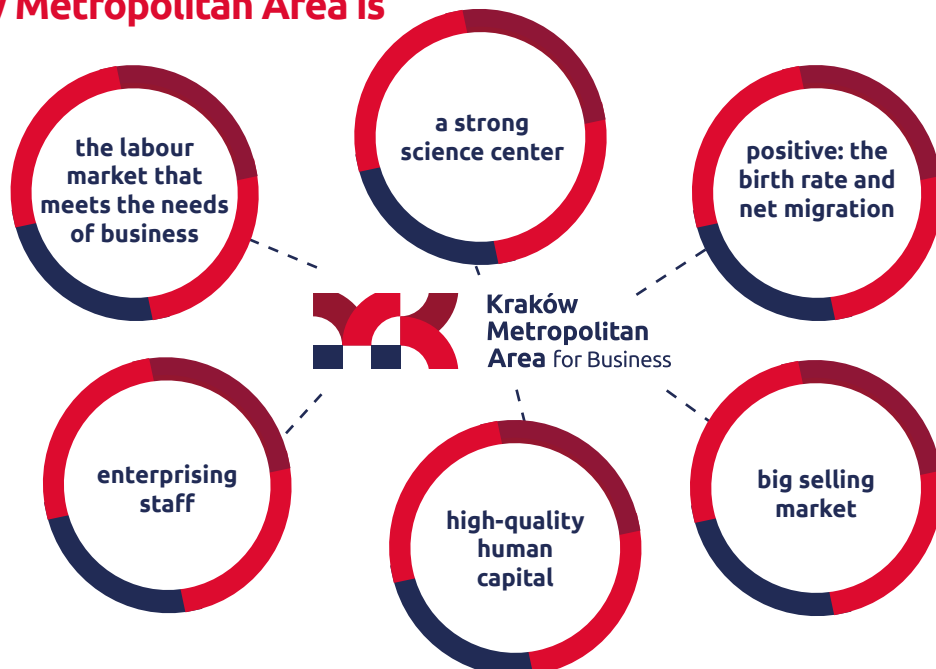 Metropolitan Area is
the labour
market that
meets the needs
of business
a strong
science center
positive: the
birth rate and
net migration
Kraków
Metropolitan
Area for Business
enterprising
staff
high-quality
human
capital
big selling
market